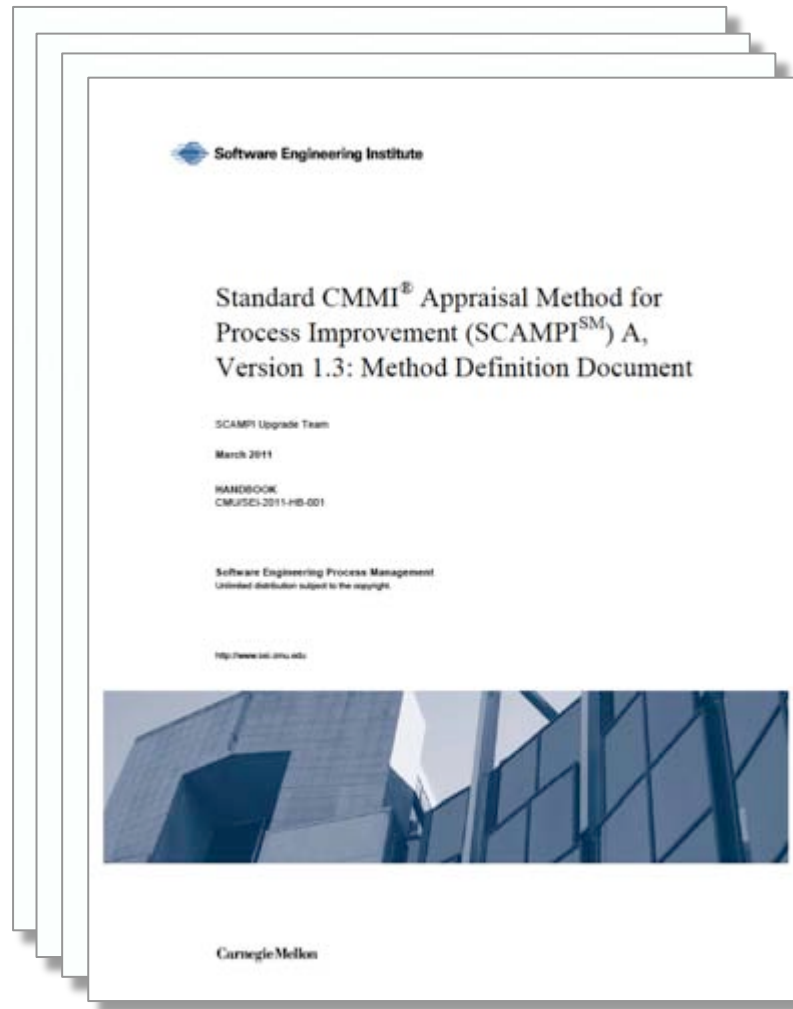 Software Engineering Institute
Standard CMMI® Appraisal Method for
Process Improvement (SCAMPI℠) A,
Version 1.3: Method Definition Document
SCAMPI Upgrade Team
March 2011
HANDBOOK
CMU/SEI-2011-HB-001
Software Engineering Process Management
Unlimited distribution subject to the copyright.
http://www.sei.cmu.edu
Carnegie Mellon